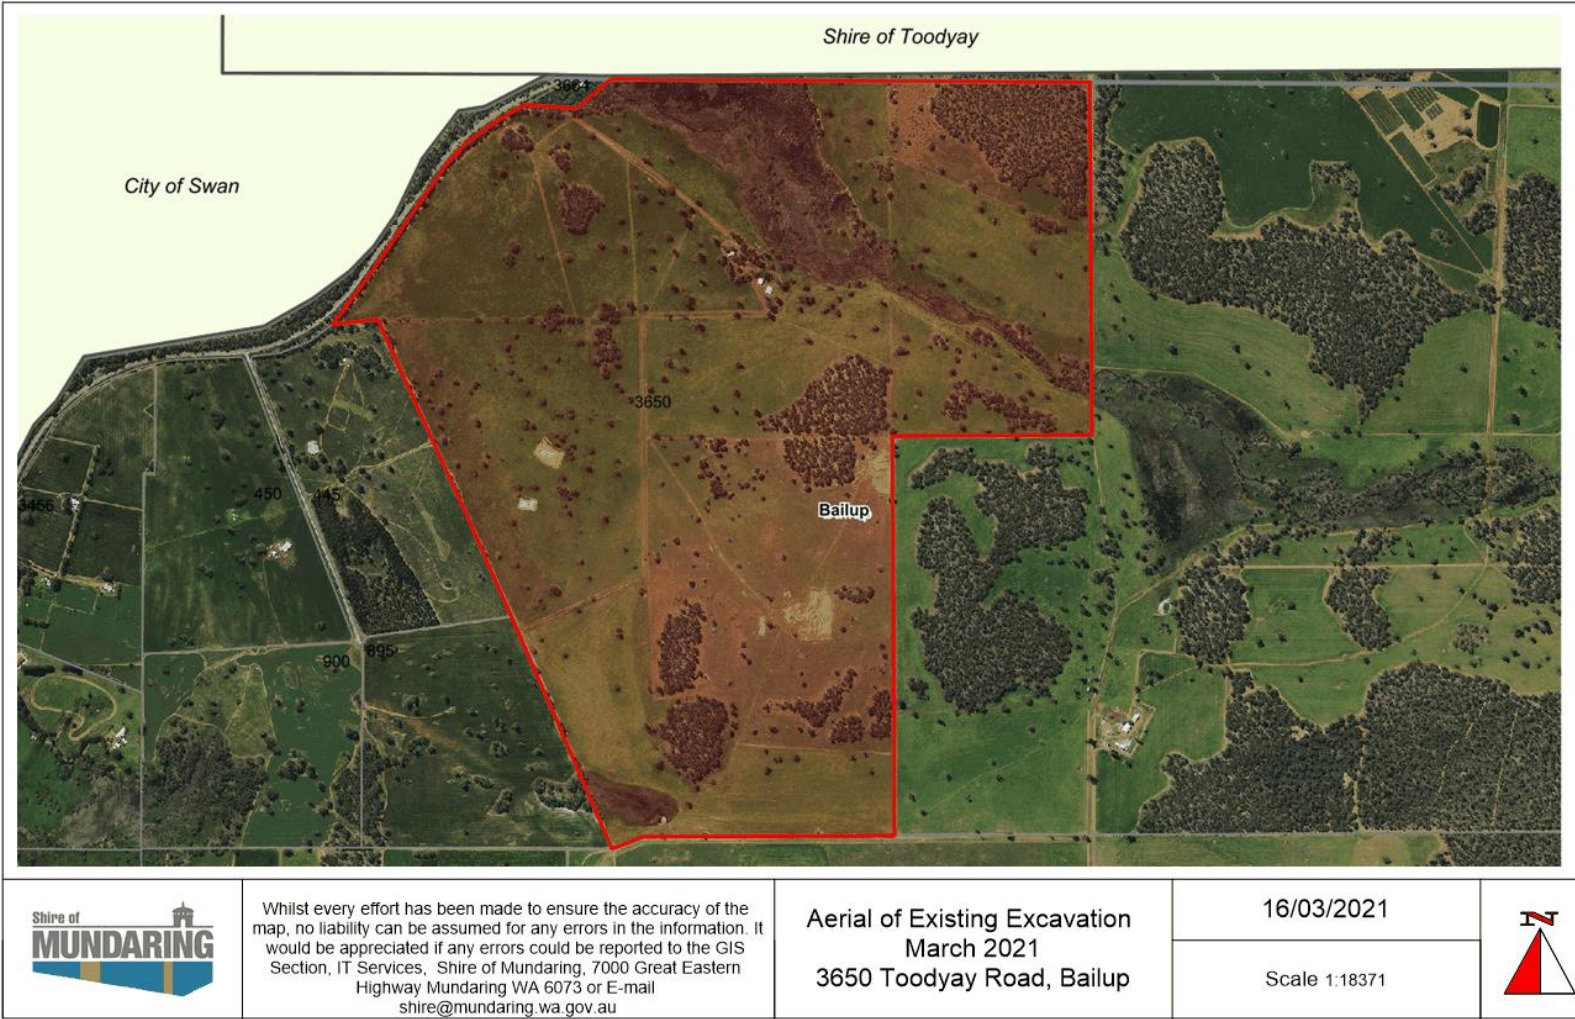 Shire of Toodyay
3664
City of Swan
3650
450
445
3456
Bailup
900
895
Shire of
MUNDARING
Whilst every effort has been made to ensure the accuracy of the
map, no liability can be assumed for any errors in the information. It
would be appreciated if any errors could be reported to the GIS
Section, IT Services, Shire of Mundaring, 7000 Great Eastern
Highway Mundaring WA 6073 or E-mail
shire@mundaring.wa.gov.au
Aerial of Existing Excavation
March 2021
3650 Toodyay Road, Bailup
16/03/2021
Scale 1:18371
N